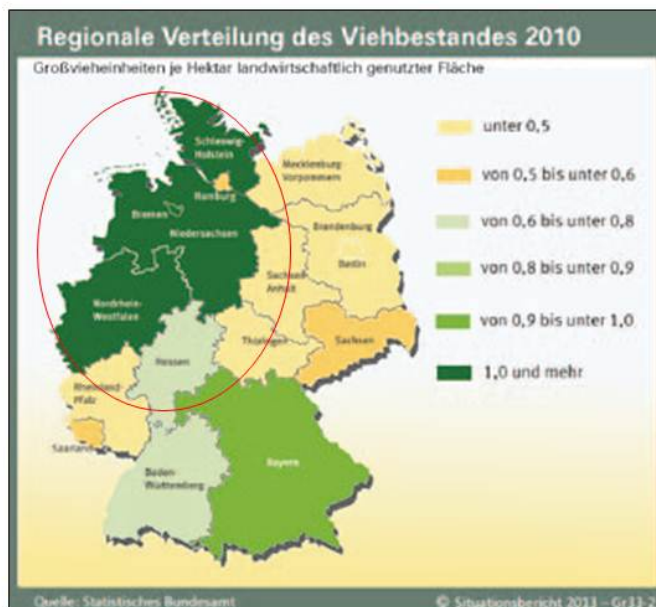 Regionale Verteilung des Viehbestandes 2010
Großvieheinheiten je Hektar landwirtschaftlich genutzter Fläche
Schleswig-
Holstein
Mecklenburg-
Vorpommern
Hamburg
Bremen
Niedersachsen
Brandenburg
Berlin
Sachsen-
Anhalt
Nordrhein-
Westfalen
Thüringen
Sachsen
Hessen
Rheinland-
Pfalz
Saarland
Baden-
Württemberg
Bayern
unter 0,5
von 0,5 bis unter 0,6
von 0,6 bis unter 0,8
von 0,8 bis unter 0,9
von 0,9 bis unter 1,0
1,0 und mehr
Quelle: Statistisches Bundesamt
© Situationsbericht 2013 - Gr33-2